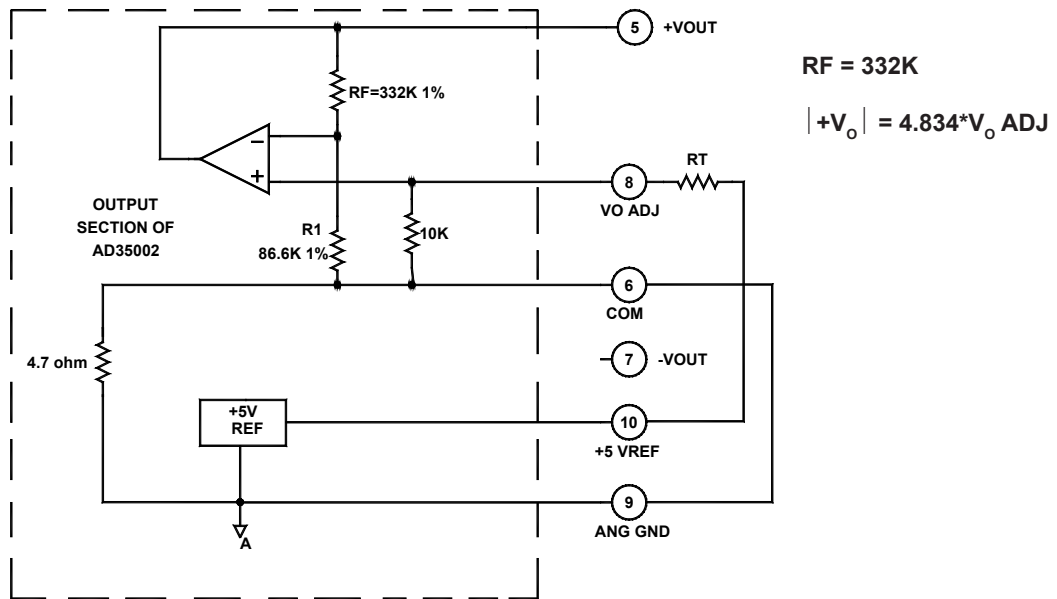 5
+VOUT
RF = 332K
RF=332K 1%
|+Vo| = 4.834*Vo ADJ
RT
8
VO ADJ
OUTPUT
SECTION OF
AD35002
R1
86.6K 1%
10K
6
COM
4.7 ohm
7
-VOUT
+5V
REF
10
+5 VREF
9
ANG GND
A